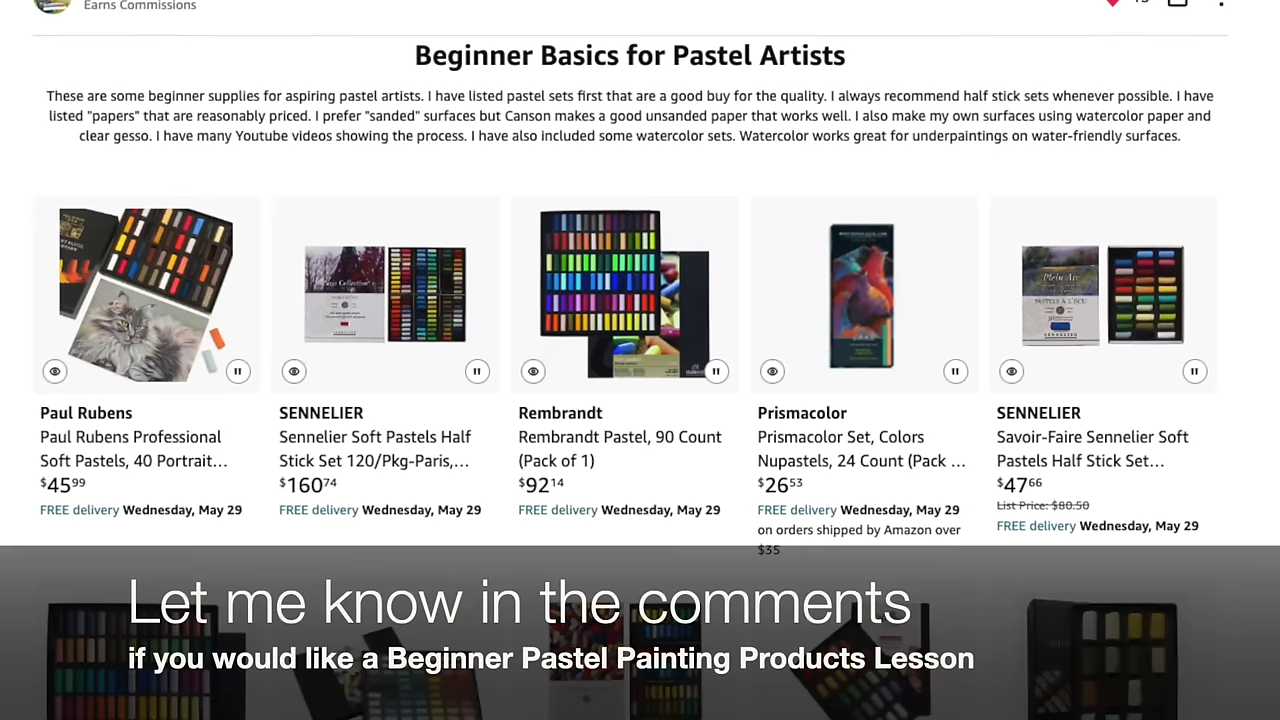 Earns Commissions
Beginner Basics for Pastel Artists
These are some beginner supplies for aspiring pastel artists. I have listed pastel sets first that are a good buy for the quality. I always recommend half stick sets whenever possible. I have
listed "papers" that are reasonably priced. I prefer "sanded" surfaces but Canson makes a good unsanded paper that works well. I also make my own surfaces using watercolor paper and
clear gesso. I have many Youtube videos showing the process. I have also included some watercolor sets. Watercolor works great for underpaintings on water-friendly surfaces.
Plein Air
PASTELS À L'ÉCU
SENNELIER
Paul Rubens
Paul Rubens Professional
Soft Pastels, 40 Portrait...
$45.99
FREE delivery Wednesday, May 29
SENNELIER
Sennelier Soft Pastels Half
Stick Set 120/Pkg-Paris,...
$160.74
FREE delivery Wednesday, May 29
Rembrandt
Rembrandt Pastel, 90 Count
(Pack of 1)
$92.14
FREE delivery Wednesday, May 29
Prismacolor
Prismacolor Set, Colors
Nupastels, 24 Count (Pack ...
$26.53
FREE delivery Wednesday, May 29
on orders shipped by Amazon over
$35
SENNELIER
Savoir-Faire Sennelier Soft
Pastels Half Stick Set...
$47.66
List Price: $80.50
FREE delivery Wednesday, May 29
Let me know in the comments
if you would like a Beginner Pastel Painting Products Lesson